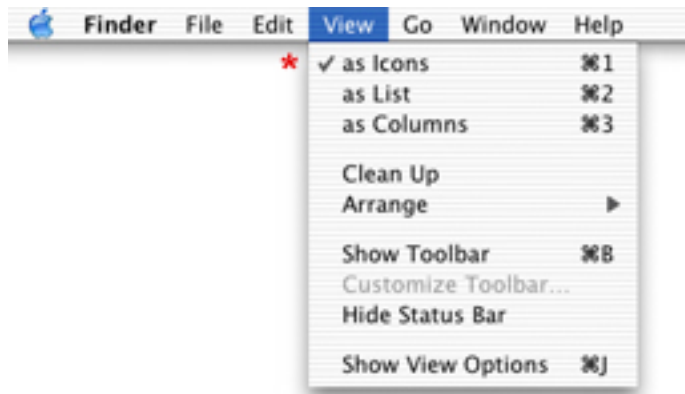 Finder File Edit View Go Window Help
* ✓ as Icons ⌘1
as List ⌘2
as Columns ⌘3
Clean Up
Arrange ▶
Show Toolbar ⌘B
Customize Toolbar...
Hide Status Bar
Show View Options ⌘J